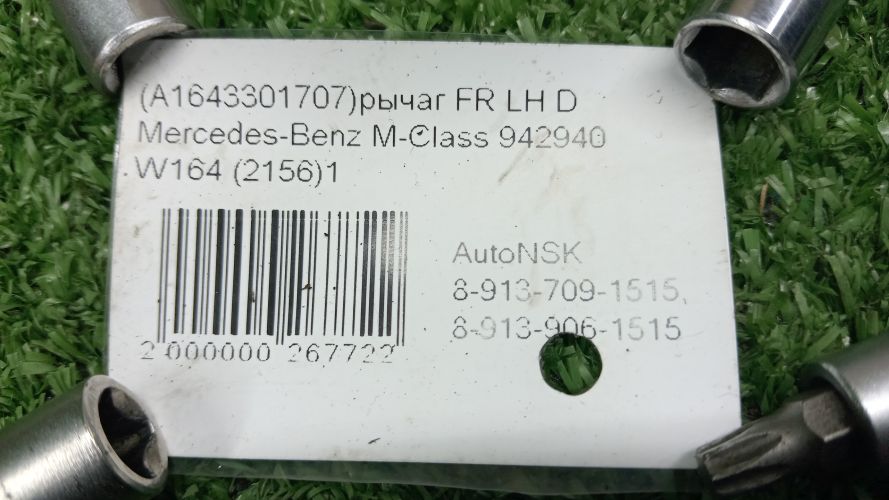 (A1643301707)рычаг FR LH D
Mercedes-Benz M-Class 942940
W164 (2156)1
AutoNSK
8-913-709-1515,
8-913-906-1515
2 000000 267722